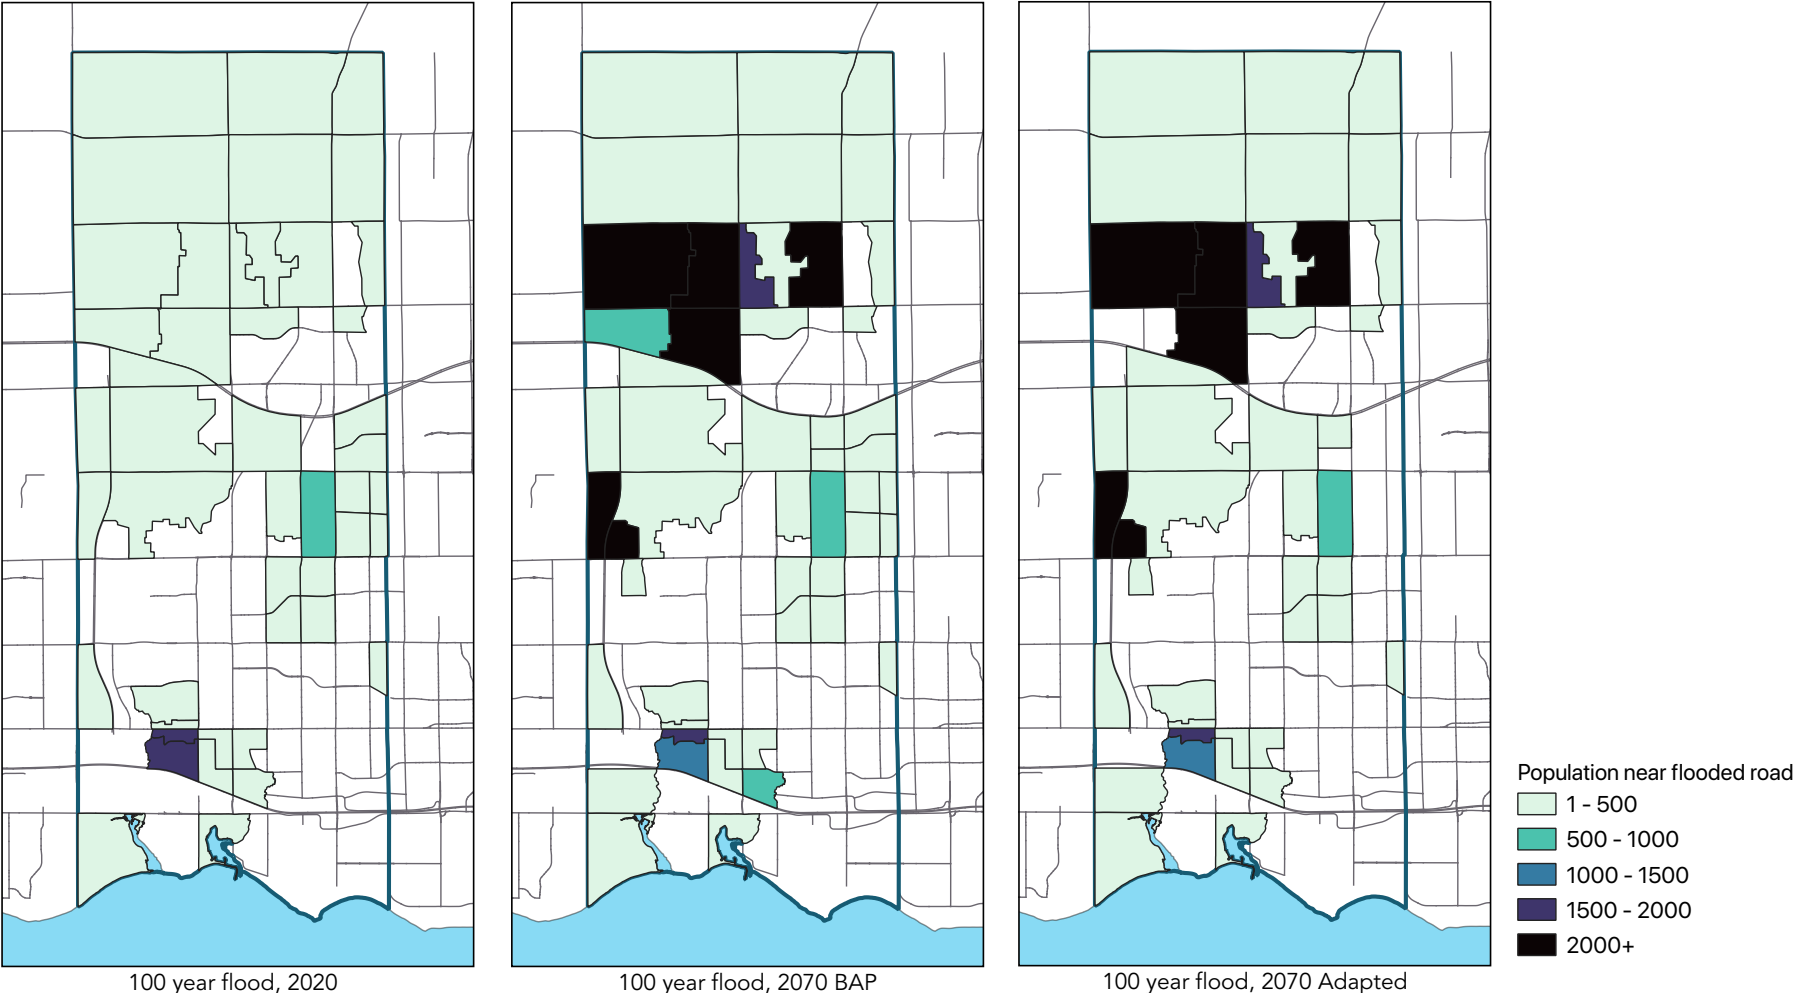 Population near flooded road
1 - 500
500 - 1000
1000 - 1500
1500 - 2000
2000+
100 year flood, 2020
100 year flood, 2070 BAP
100 year flood, 2070 Adapted